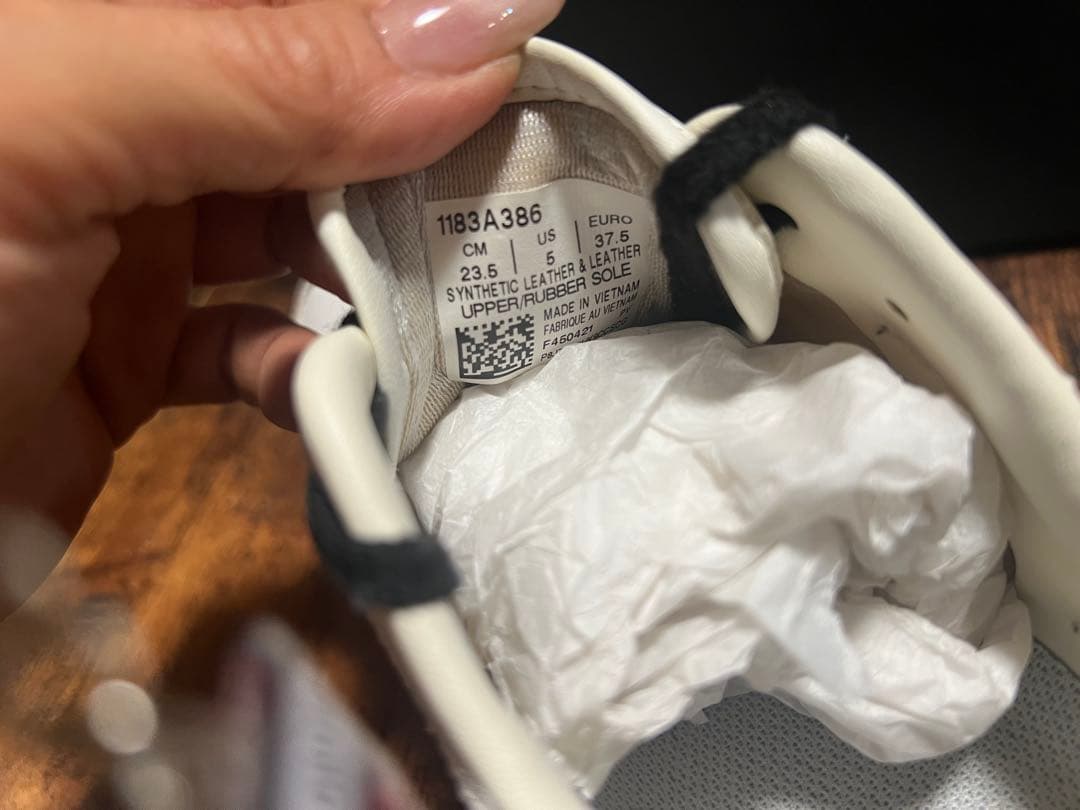 1183A386
CM | US | EURO
23.5 | 5 | 37.5
SYNTHETIC LEATHER & LEATHER
UPPER/RUBBER SOLE
MADE IN VIETNAM
FABRIQUE AU VIETNAM
F450421